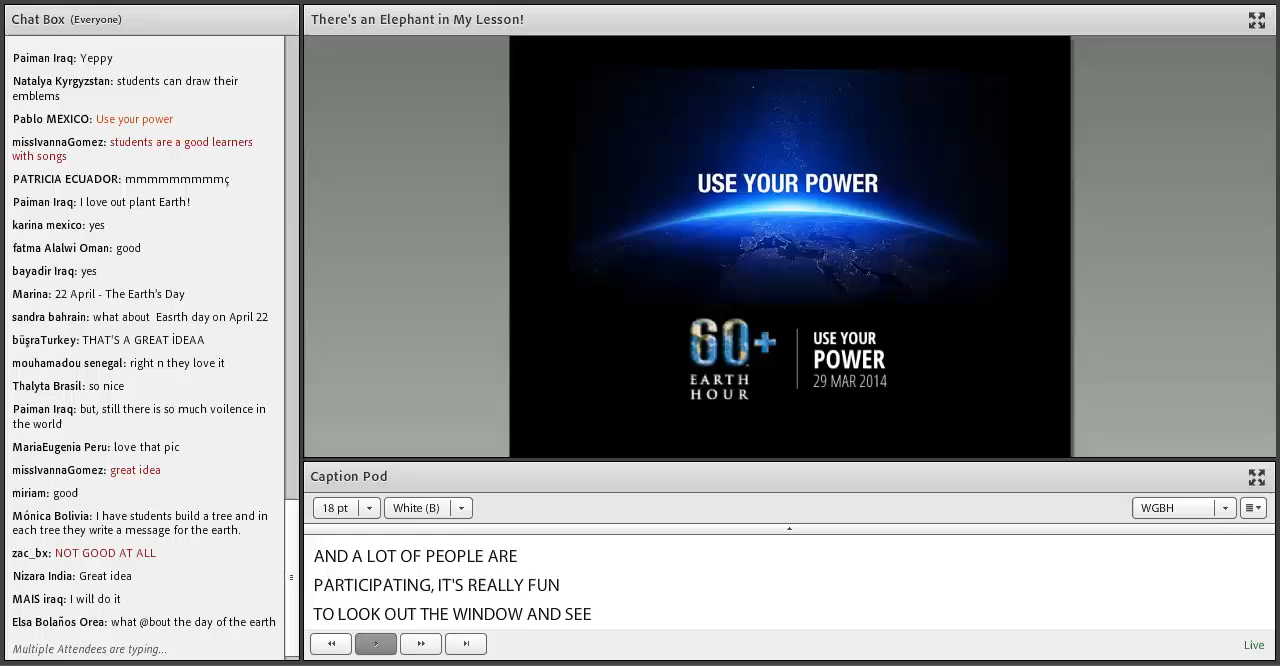 Chat Box (Everyone)
Paiman Iraq: Yeppy
Natalya Kyrgyzstan: students can draw their
emblems
Pablo MEXICO: Use your power
missIvannaGomez: students are a good learners
with songs
PATRICIA ECUADOR: mmmmmmmmmç
Paiman Iraq: I love out plant Earth!
karina mexico: yes
fatma Alalwi Oman: good
bayadir Iraq: yes
Marina: 22 April - The Earth's Day
sandra bahrain: what about  Easrth day on April 22
büşraTurkey: THAT'S A GREAT İDEAA
mouhamadou senegal: right n they love it
Thalyta Brasil: so nice
Paiman Iraq: but, still there is so much voilence in
the world
MariaEugenia Peru: love that pic
missIvannaGomez: great idea
miriam: good
Mónica Bolivia: I have students build a tree and in
each tree they write a message for the earth.
zac_bx: NOT GOOD AT ALL
Nizara India: Great idea
MAIS iraq: I will do it
Elsa Bolaños Orea: what @bout the day of the earth
Multiple Attendees are typing...
There's an Elephant in My Lesson!
USE YOUR POWER
60+
EARTH
HOUR
USE YOUR
POWER
29 MAR 2014
Caption Pod
18 pt
White (B)
WGBH
AND A LOT OF PEOPLE ARE
PARTICIPATING, IT'S REALLY FUN
TO LOOK OUT THE WINDOW AND SEE
Live